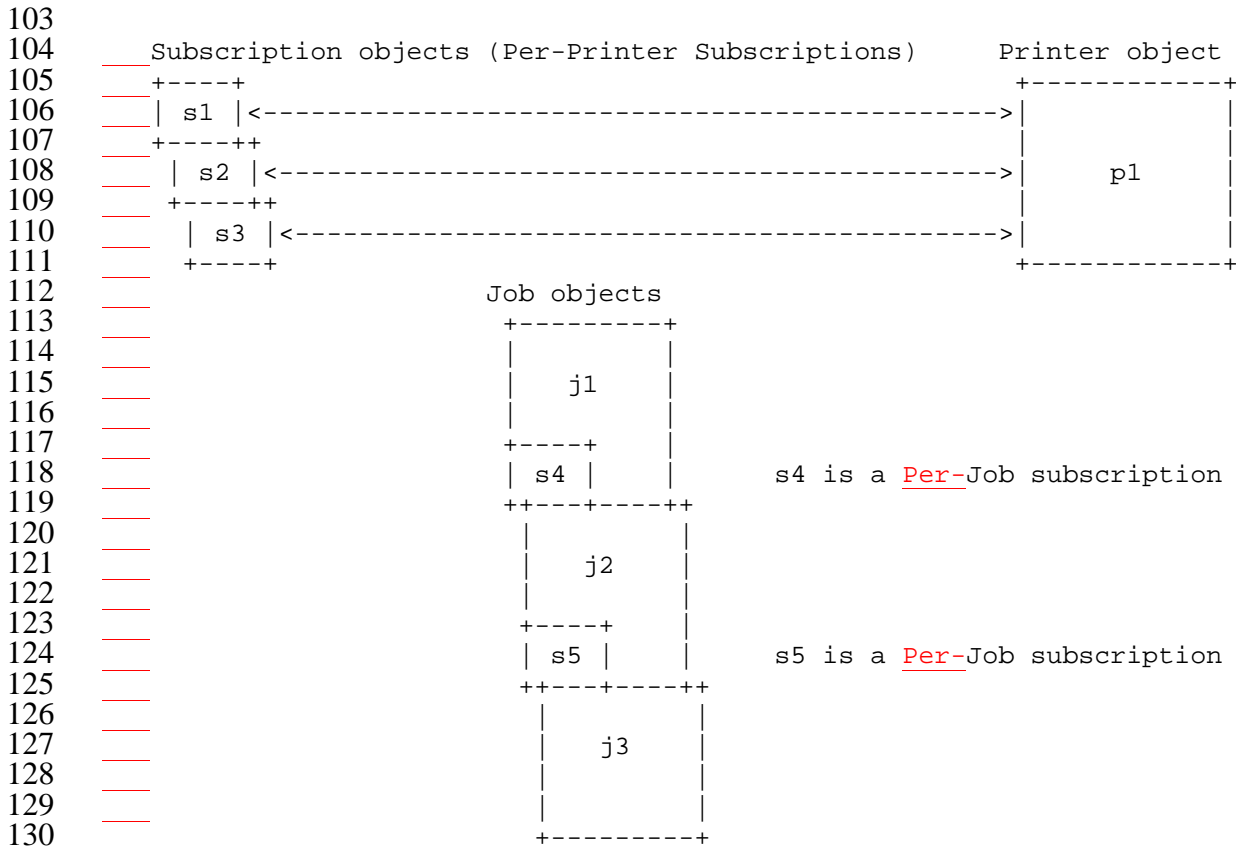 103
104 Subscription objects (Per-Printer Subscriptions) Printer object
105 +----+ +------------+
106 | s1 |<---------------------------------------------->| |
107 +----++ | |
108 | s2 |<--------------------------------------------->| p1 |
109 +----++ | |
110 | s3 |<-------------------------------------------->| |
111 +----+ +------------+
112 Job objects
113 +---------+
114 | |
115 | j1 |
116 | |
117 +----+ |
118 | s4 | | s4 is a Per-Job subscription
119 ++---+----++
120 | |
121 | j2 |
122 | |
123 +----+ |
124 | s5 | | s5 is a Per-Job subscription
125 ++---+----++
126 | |
127 | j3 |
128 | |
129 | |
130 +---------+